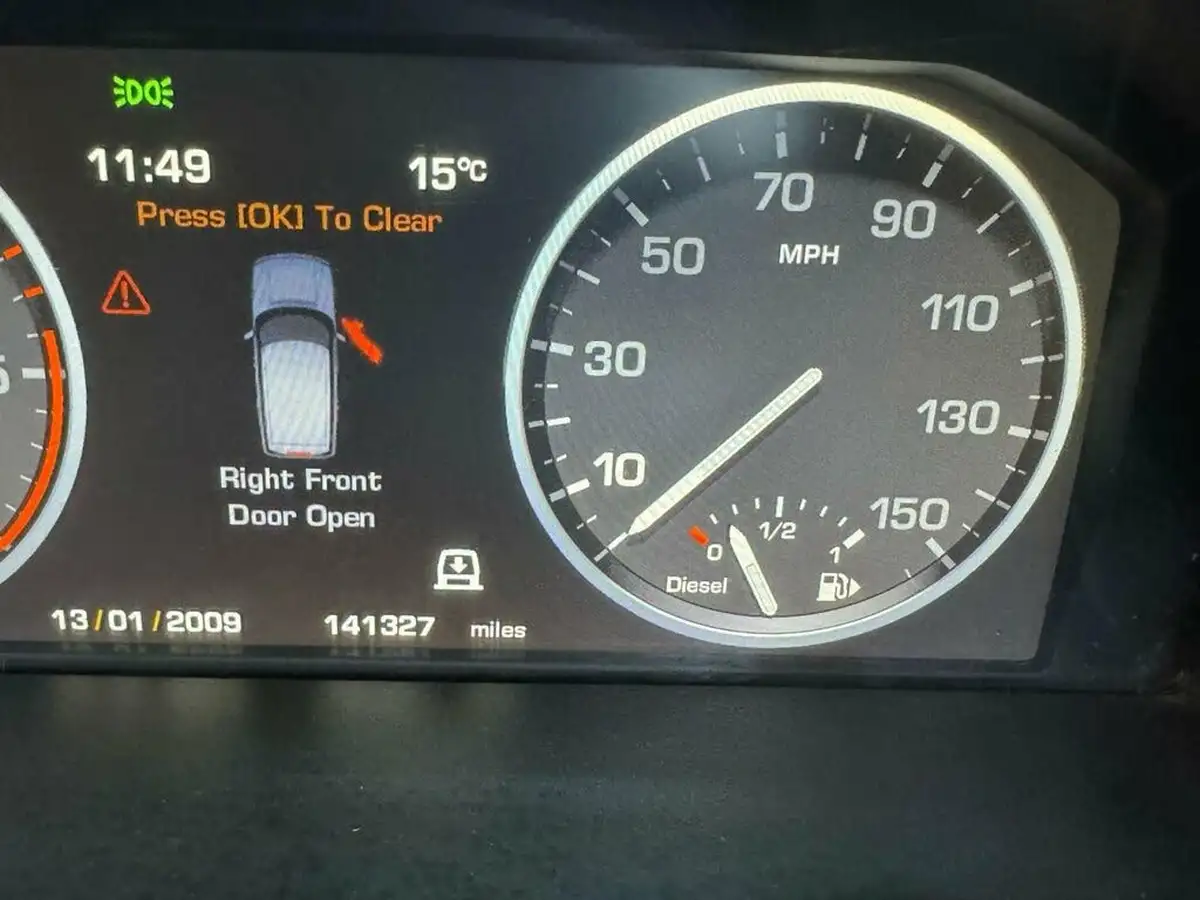 11:49
15°C
Press [OK] To Clear
Right Front
Door Open
13/01/2009
141327 miles
5
10
30
50
70
90
110
130
150
MPH
0
1/2
1
Diesel